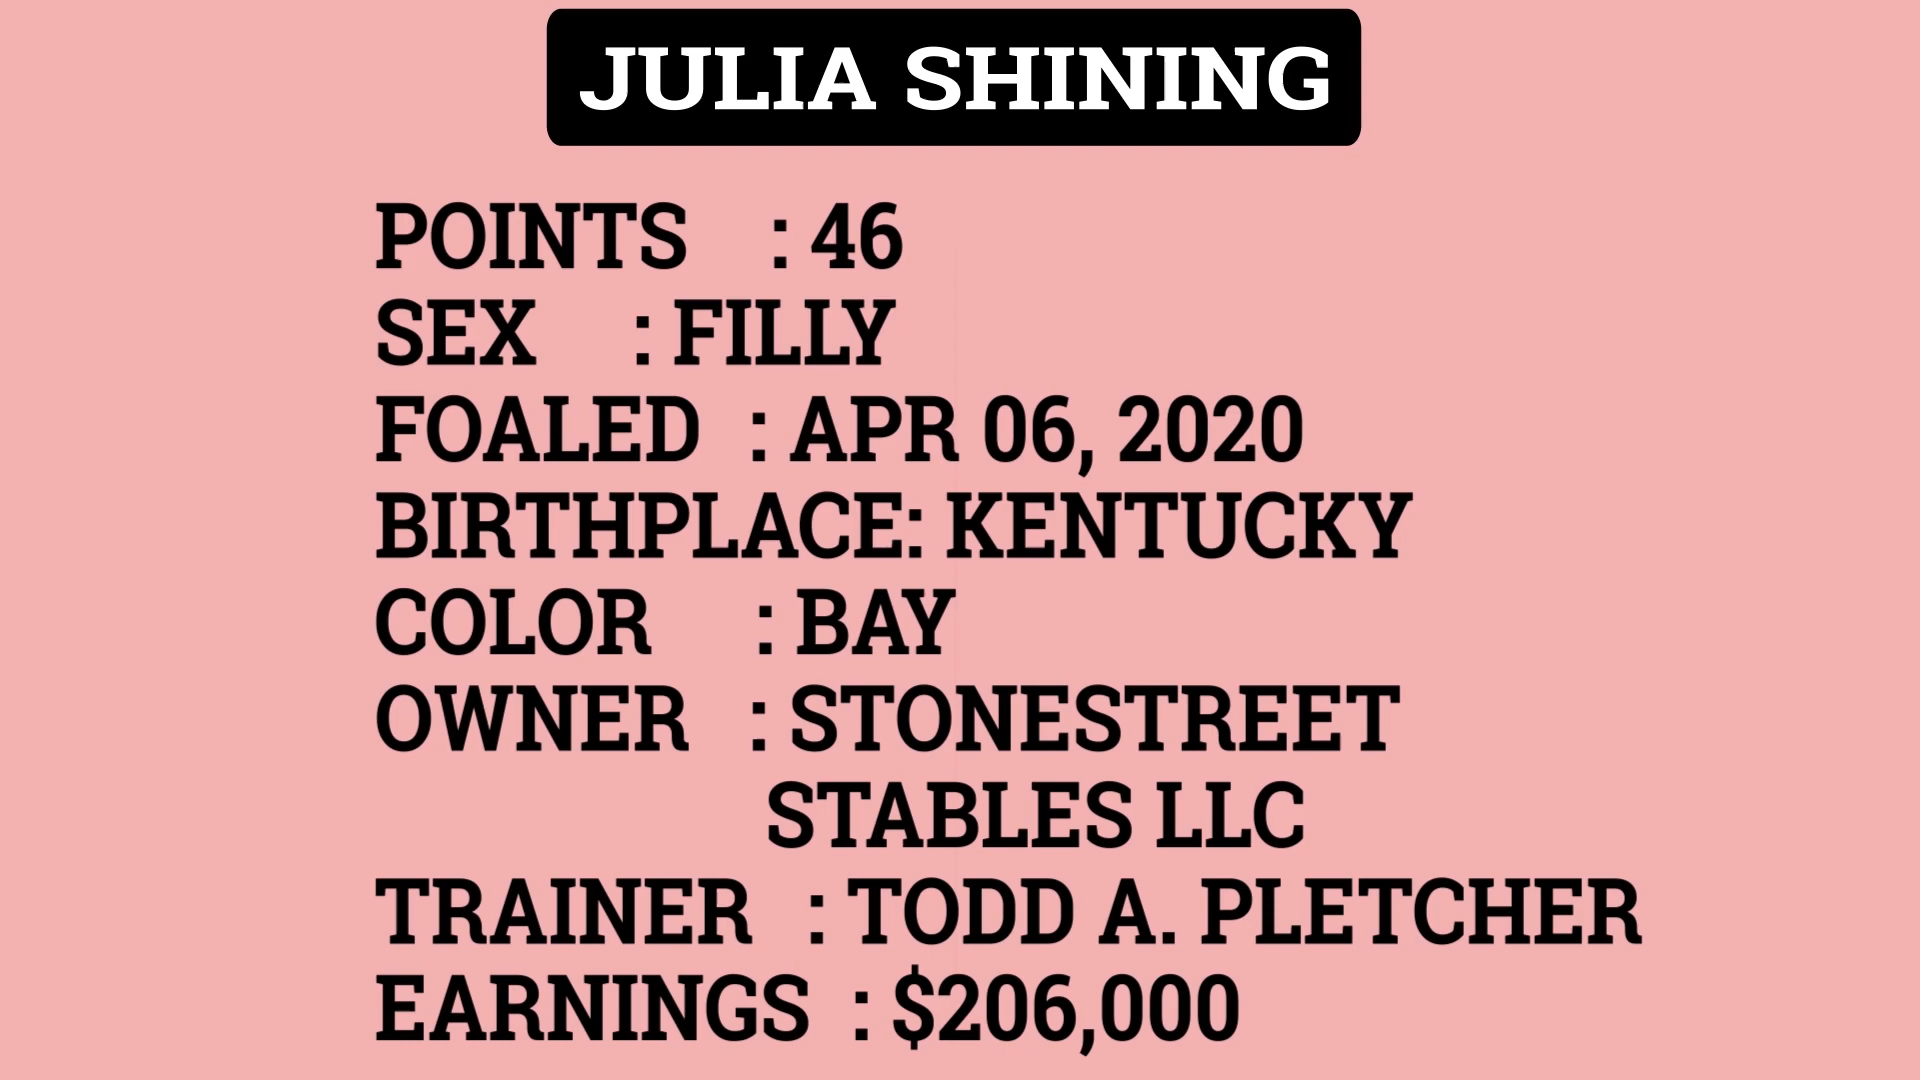 JULIA SHINING
POINTS : 46
SEX : FILLY
FOALED : APR 06, 2020
BIRTHPLACE: KENTUCKY
COLOR : BAY
OWNER : STONESTREET
STABLES LLC
TRAINER : TODD A. PLETCHER
EARNINGS : $206,000